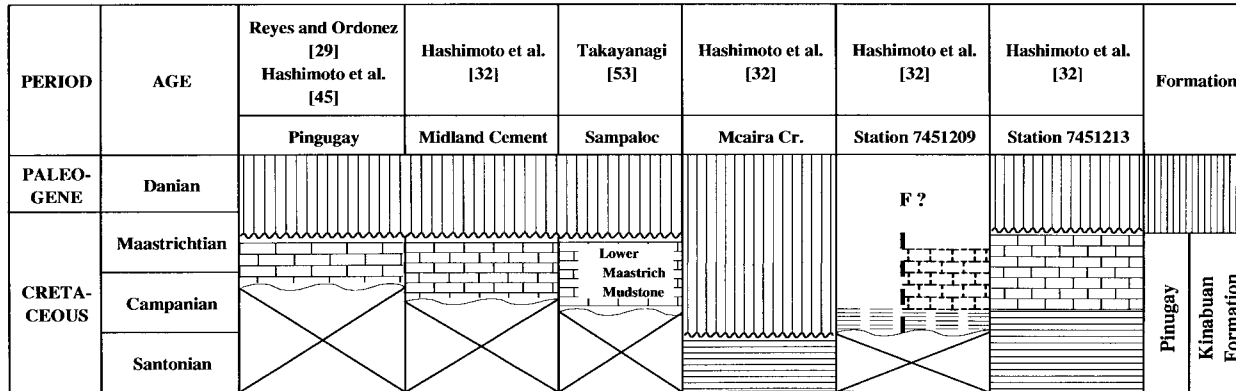 PERIOD
AGE
Reyes and Ordonez
[29]
Hashimoto et al.
[45]
Hashimoto et al.
[32]
Takayanagi
[53]
Hashimoto et al.
[32]
Hashimoto et al.
[32]
Hashimoto et al.
[32]
Formation
Pingugay
Midland Cement
Sampaloc
Mcaira Cr.
Station 7451209
Station 7451213
PALEO-
GENE
Danian
F ?
Maastrichtian
Lower
Maastrich
Mudstone
CRETA-
CEOUS
Campanian
Santonian
Pinugay
Kinabuan
Formation